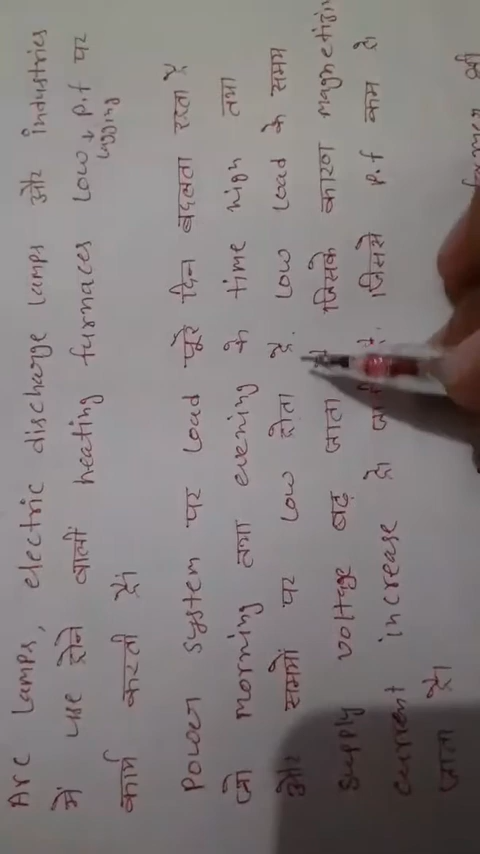 Arc Lamps, electric discharge lamps और industries
में use होने वाली heating furnaces Low p.f पर
lagging
कार्य करती है।
Power system पर Load पूरे दिन बदलता रहता है
जो morning तथा evening के time high तथा
और समयों पर Low होता है. Low Load के समय
supply voltage बढ़ जाता है जिसके कारण magnetizing
current increase हो जाती है. जिससे p.f कम हो
जाता है।